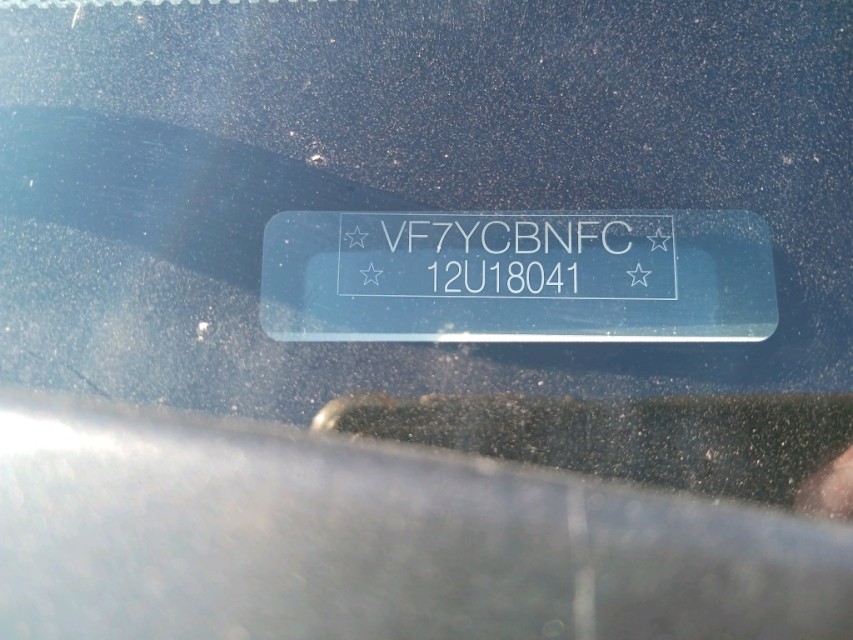 ☆ VF7YCBNFC ☆
☆ 12U18041 ☆